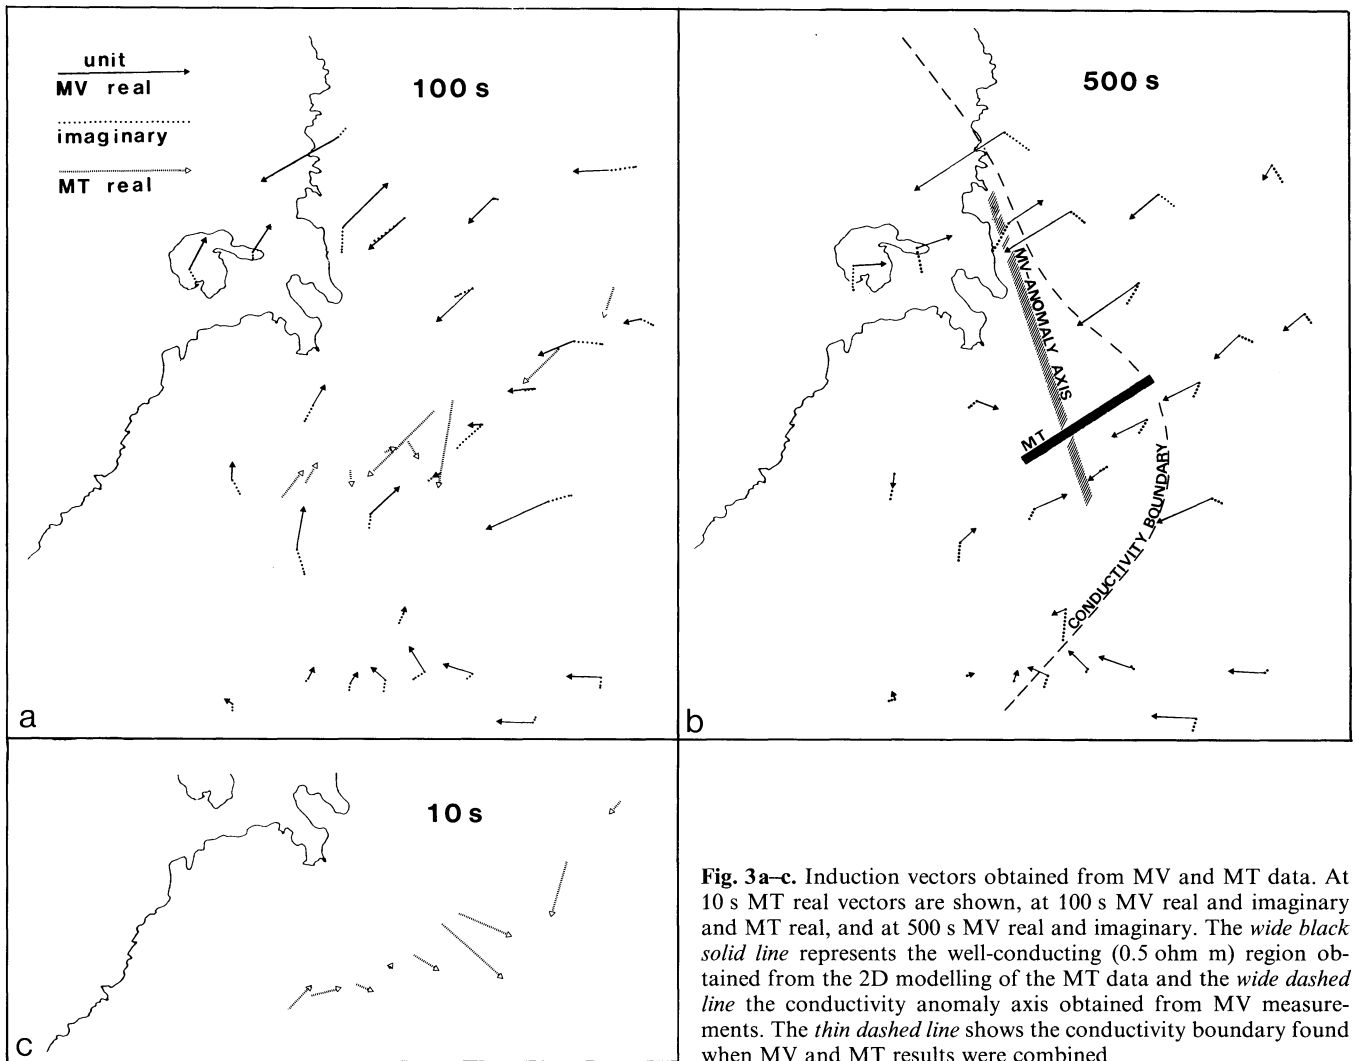 unit
MV real
imaginary
MT real
100 s
a
500 s
MV-ANOMALY AXIS
MT
CONDUCTIVITY BOUNDARY
b
10 s
c
Fig. 3a–c. Induction vectors obtained from MV and MT data. At
10 s MT real vectors are shown, at 100 s MV real and imaginary
and MT real, and at 500 s MV real and imaginary. The wide black
solid line represents the well-conducting (0.5 ohm m) region ob-
tained from the 2D modelling of the MT data and the wide dashed
line the conductivity anomaly axis obtained from MV measure-
ments. The thin dashed line shows the conductivity boundary found
when MV and MT results were combined